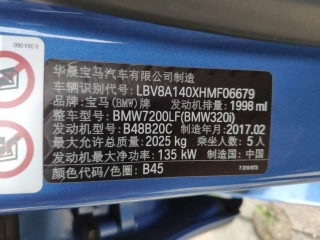 华晨宝马汽车有限公司制造
车辆识别代号: LBV8A140XHMF06679
品牌: 宝马(BMW)牌 发动机排量: 1998 ml
整车型号: BMW7200LF(BMW320i)
发动机型号: B48B20C 制造年月: 2017.02
最大允许总质量: 2025 kg 乘坐人数: 5人
发动机最大净功率: 135 kW 制造国: 中国
颜色代码/色圈: B45